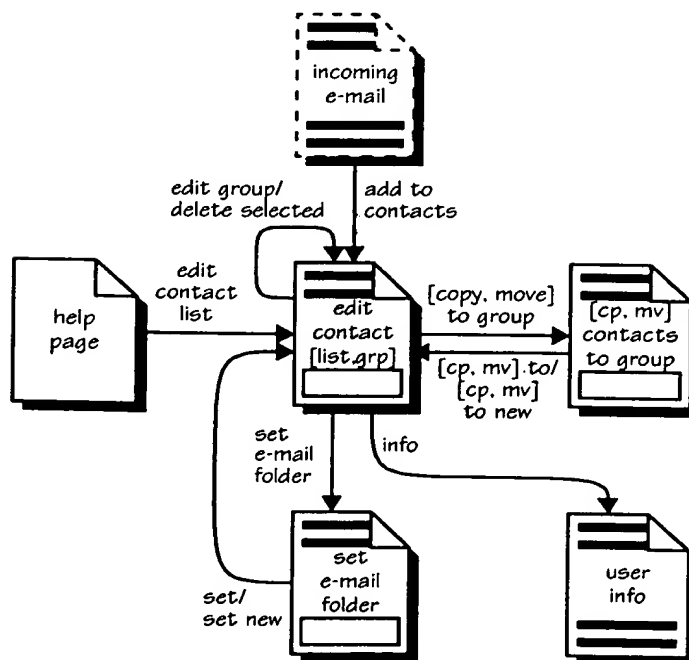 incoming
e-mail
edit group/
delete selected
add to
contacts
help
page
edit
contact
list
edit
contact
[list,grp]
[copy, move]
to group
[cp, mv] to/
[cp, mv]
to new
[cp, mv]
contacts
to group
set
e-mail
folder
info
set/
set new
set
e-mail
folder
user
info